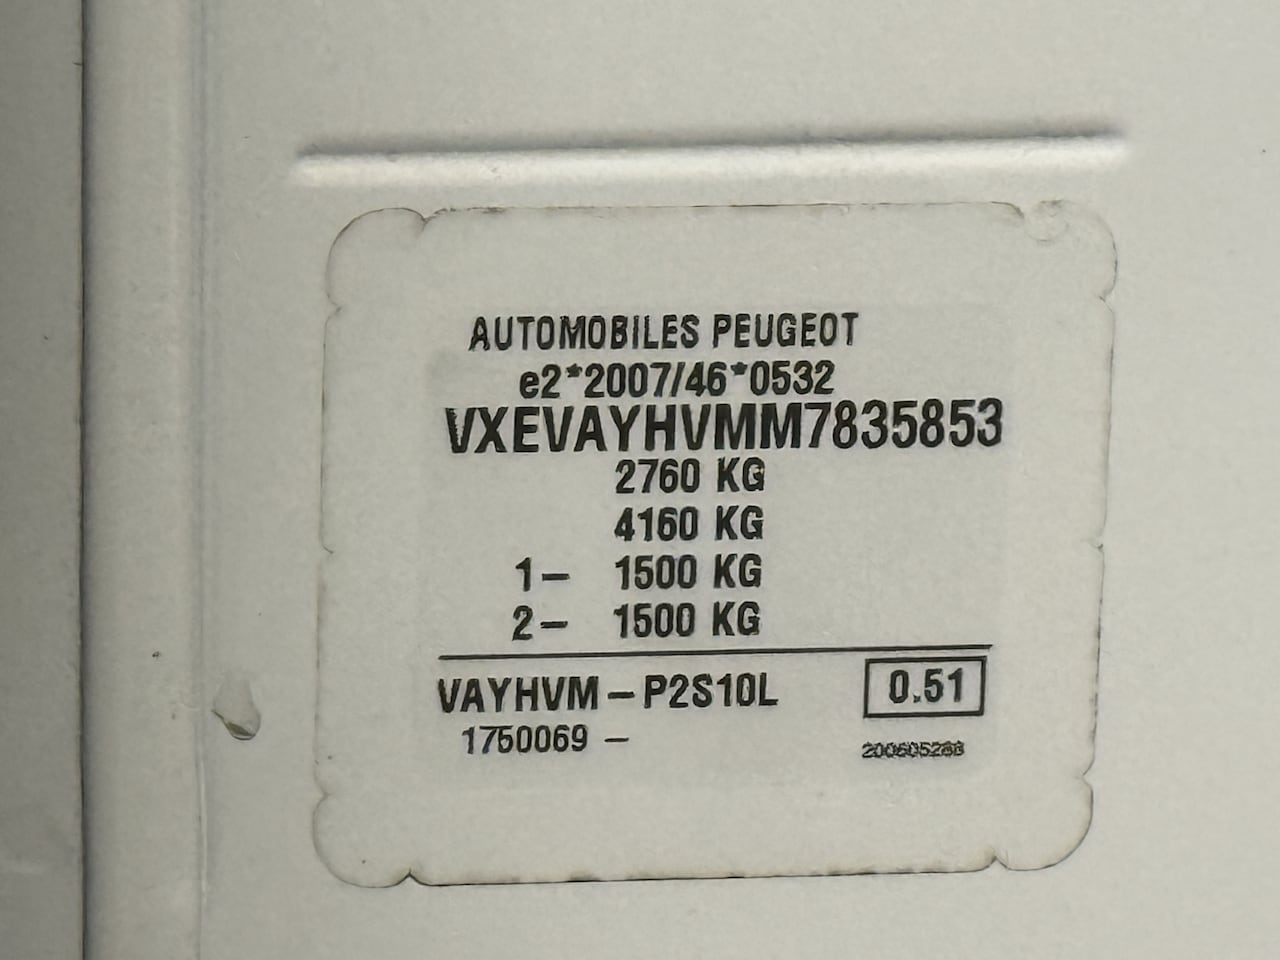 AUTOMOBILES PEUGEOT
e2*2007/46*0532
VXEVAYHVMM7835853
2760 KG
4160 KG
1– 1500 KG
2– 1500 KG
VAYHVM – P2S10L 0.51
1750069 –